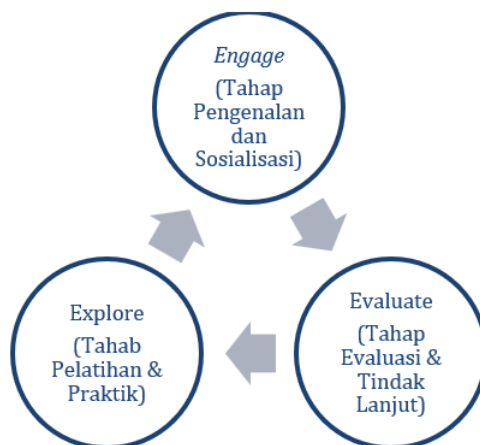 Engage
(Tahap
Pengenalan
dan
Sosialisasi)
Evaluate
(Tahap
Evaluasi &
Tindak
Lanjut)
Explore
(Tahab
Pelatihan &
Praktik)